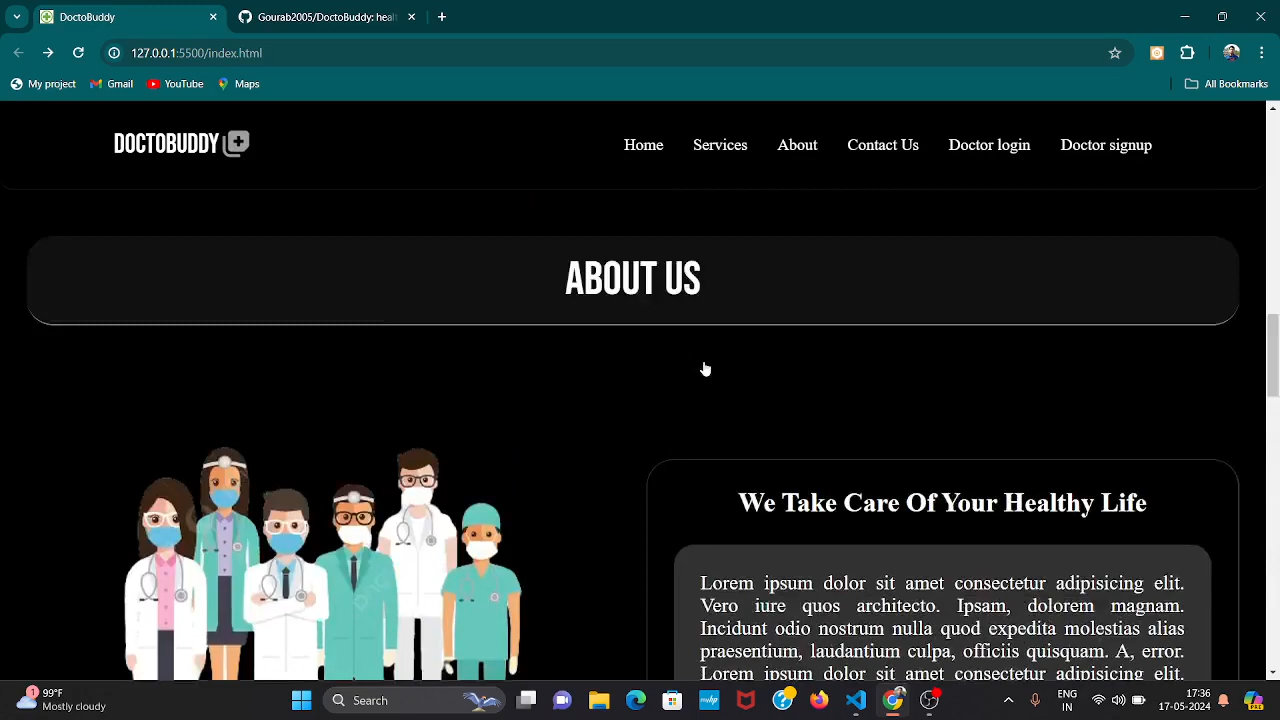 DoctoBuddy
Gourab2005/DoctoBuddy: heal
127.0.0.1:5500/index.html
My project
Gmail
YouTube
Maps
All Bookmarks
DOCTOBUDDY
Home
Services
About
Contact Us
Doctor login
Doctor signup
ABOUT US
We Take Care Of Your Healthy Life
Lorem ipsum dolor sit amet consectetur adipisicing elit.
Vero iure quos architecto. Ipsam, dolorem magnam.
Incidunt odio nostrum nulla quod expedita molestias alias
praesentium, laudantium culpa, officiis quisquam. A, error.
Lorem ipsum dolor sit amet consectetur adipisicing elit.
1
99°F
Mostly cloudy
Search
ENG
IN
17:36
17-05-2024